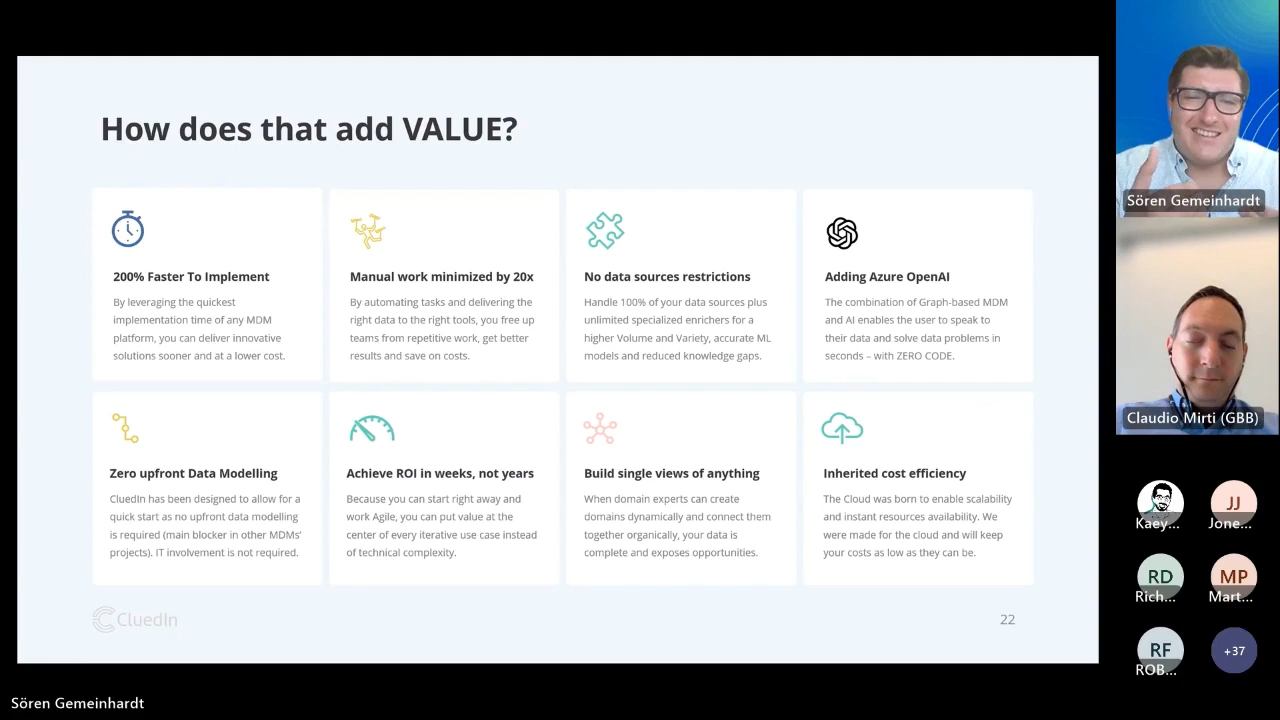 How does that add VALUE?
200% Faster To Implement
By leveraging the quickest
implementation time of any MDM
platform, you can deliver innovative
solutions sooner and at a lower cost.
Manual work minimized by 20x
By automating tasks and delivering the
right data to the right tools, you free up
teams from repetitive work, get better
results and save on costs.
No data sources restrictions
Handle 100% of your data sources plus
unlimited specialized enrichers for a
higher Volume and Variety, accurate ML
models and reduced knowledge gaps.
Adding Azure OpenAI
The combination of Graph-based MDM
and AI enables the user to speak to
their data and solve data problems in
seconds – with ZERO CODE.
Zero upfront Data Modelling
CluedIn has been designed to allow for a
quick start as no upfront data modelling
is required (main blocker in other MDMs'
projects). IT involvement is not required.
Achieve ROI in weeks, not years
Because you can start right away and
work Agile, you can put value at the
center of every iterative use case instead
of technical complexity.
Build single views of anything
When domain experts can create
domains dynamically and connect them
together organically, your data is
complete and exposes opportunities.
Inherited cost efficiency
The Cloud was born to enable scalability
and instant resources availability. We
were made for the cloud and will keep
your costs as low as they can be.
CluedIn
22
Sören Gemeinhardt
Claudio Mirti (GBB)
Kaey...
JJ
Jone...
RD
Rich...
MP
Mart...
RF
ROB...
+37
Sören Gemeinhardt